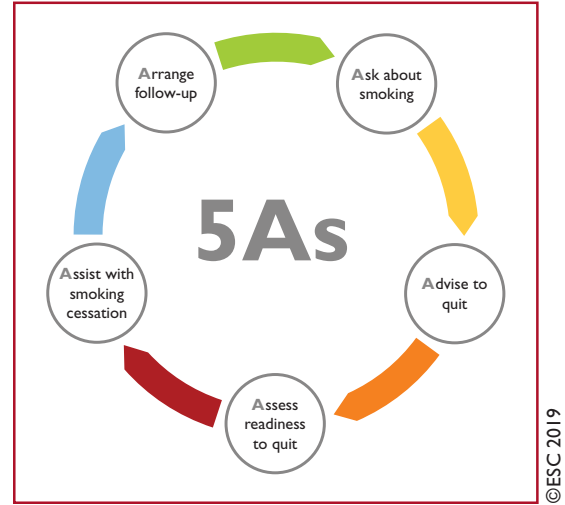 5As
Ask about
smoking
Advise to
quit
Assess
readiness
to quit
Assist with
smoking
cessation
Arrange
follow-up
©ESC 2019